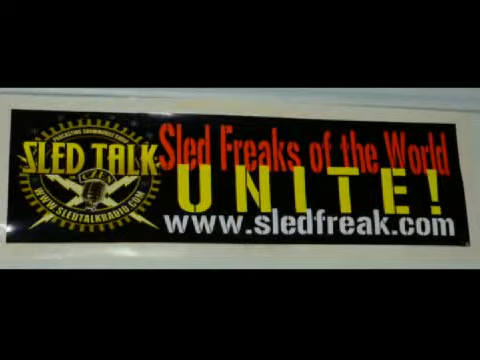 SLED TALK
WWW.SLEDTALKRADIO.COM
Sled Freaks of the World
UNITE!
www.sledfreak.com